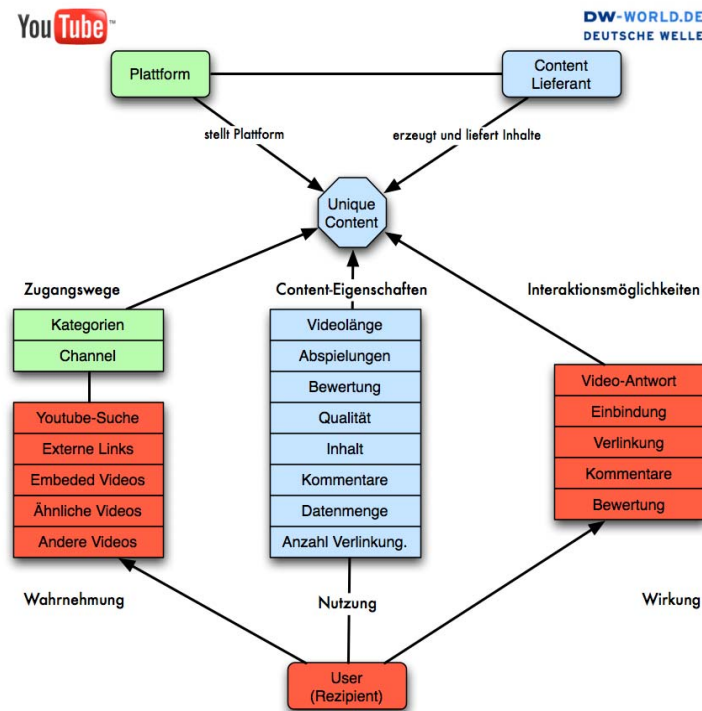 YouTube™
DW-WORLD.DE
DEUTSCHE WELLE
Plattform
Content
Lieferant
stellt Plattform
erzeugt und liefert Inhalte
Unique
Content
Zugangswege
Content-Eigenschaften
Interaktionsmöglichkeiten
Kategorien
Channel
Youtube-Suche
Externe Links
Embeded Videos
Ähnliche Videos
Andere Videos
Videolänge
Abspielungen
Bewertung
Qualität
Inhalt
Kommentare
Datenmenge
Anzahl Verlinkung.
Video-Antwort
Einbindung
Verlinkung
Kommentare
Bewertung
Wahrnehmung
Nutzung
Wirkung
User
(Rezipient)